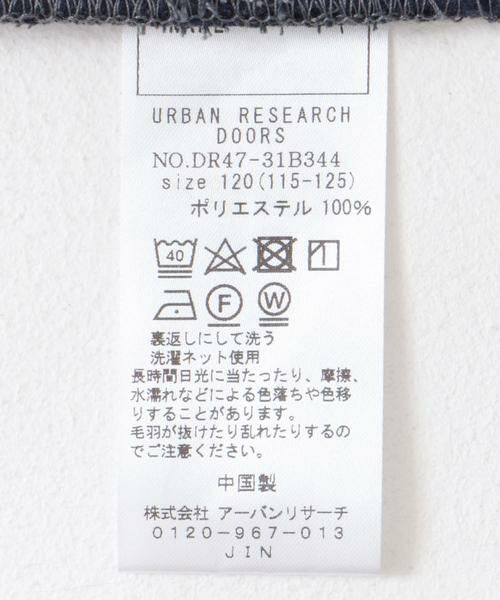 URBAN RESEARCH
DOORS
NO.DR47-31B344
size 120(115-125)
ポリエステル 100%
40
F W
裏返しにして洗う
洗濯ネット使用
長時間日光に当たったり、摩擦、
水濡れなどによる色落ちや色移
りすることがあります。
毛羽が抜けたり乱れたりするの
でご注意ください。
中国製
株式会社 アーバンリサーチ
0120-967-013
JIN